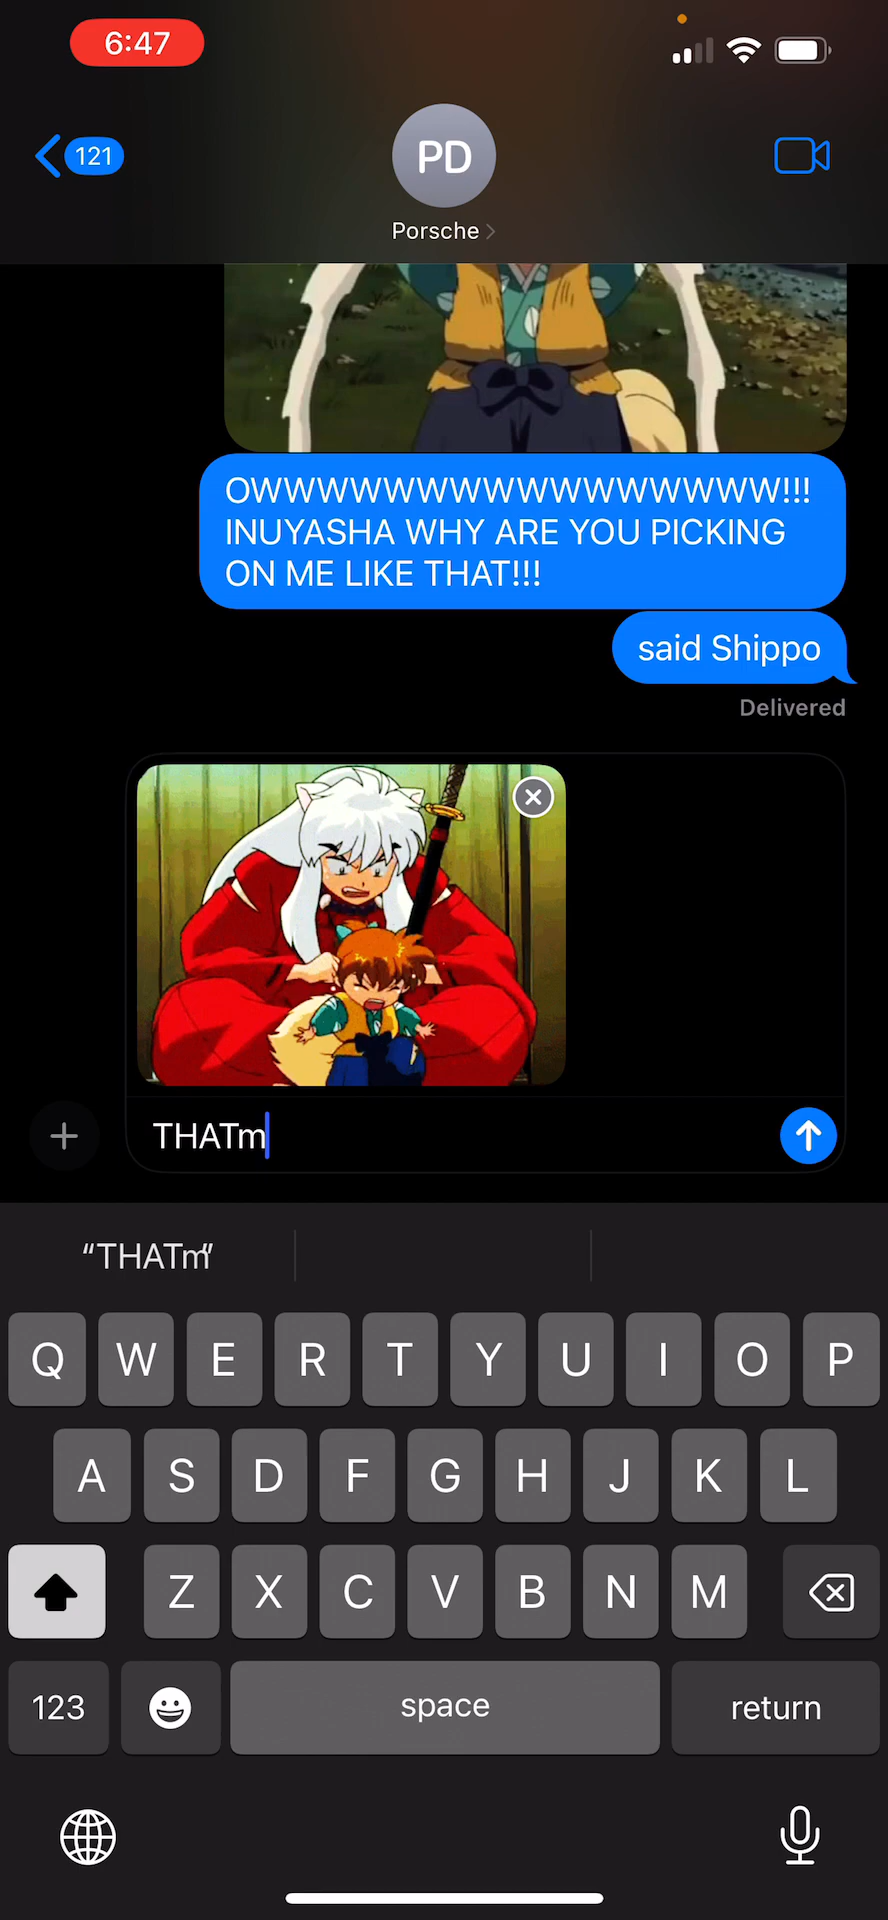 6:47
121
PD
Porsche
OWWWWWWWWWWWWWWWW!!!
INUYASHA WHY ARE YOU PICKING
ON ME LIKE THAT!!!
said Shippo
Delivered
THATm
“THATm”
Q W E R T Y U I O P
A S D F G H J K L
Z X C V B N M
123 space return